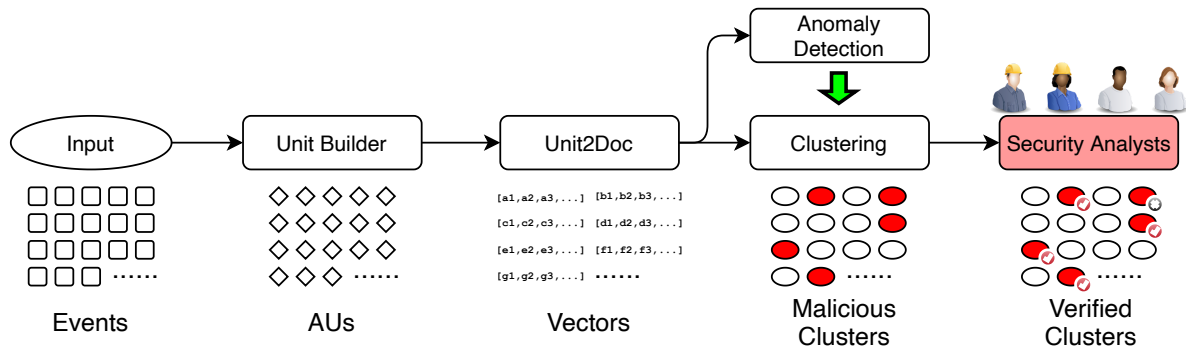 Anomaly
Detection
Input
Unit Builder
Unit2Doc
Clustering
Security Analysts
[a1,a2,a3,...] [b1,b2,b3,...]
[c1,c2,c3,...] [d1,d2,d3,...]
[e1,e2,e3,...] [f1,f2,f3,...]
[g1,g2,g3,...] ......
Events
AUs
Vectors
Malicious
Clusters
Verified
Clusters